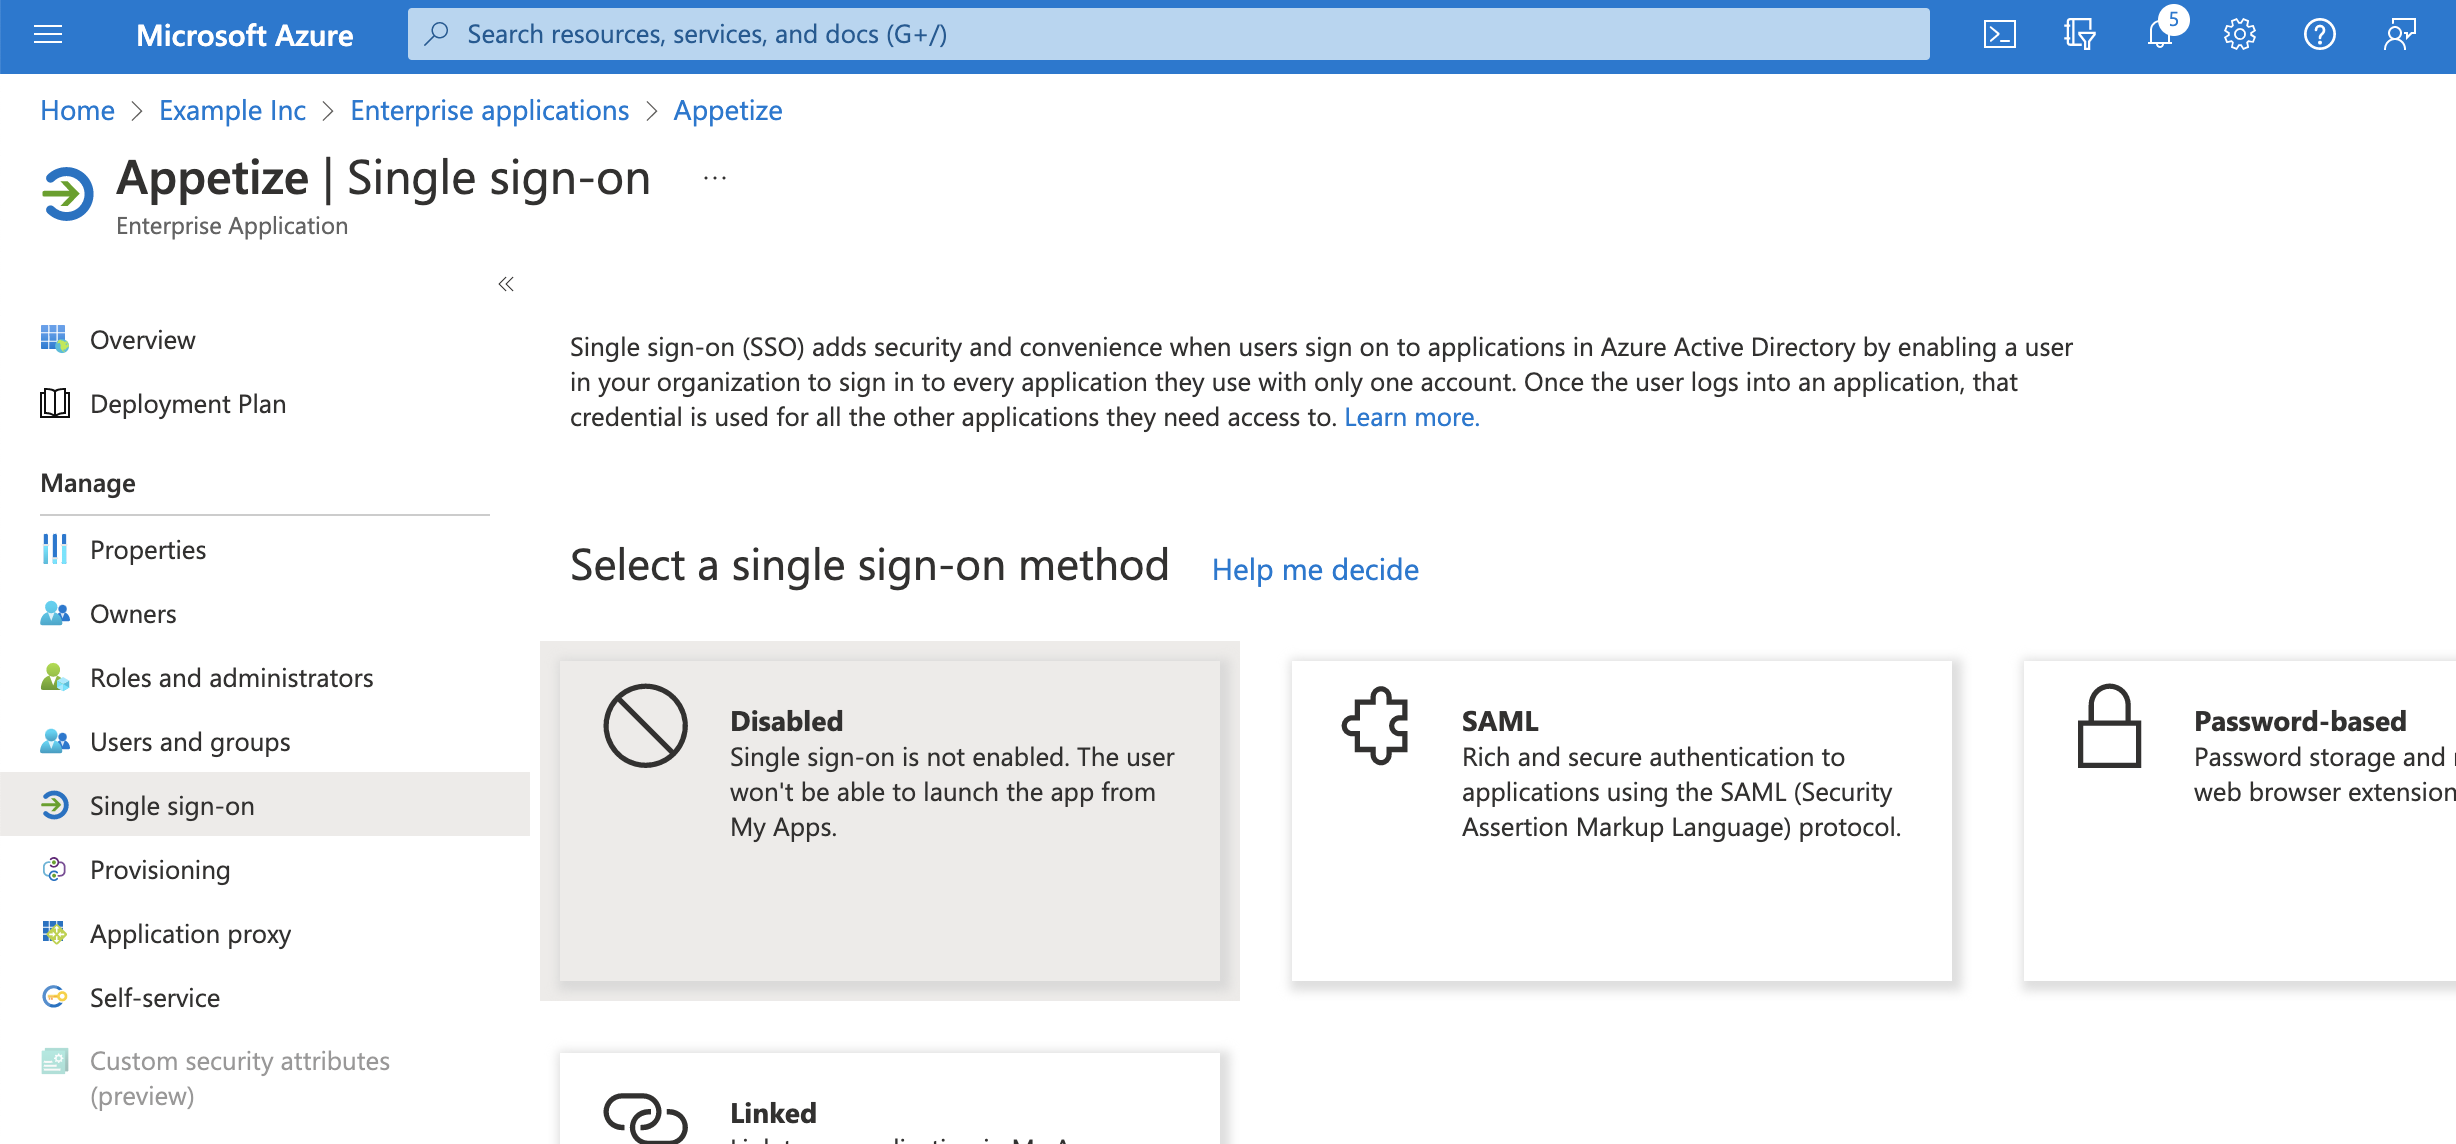 Microsoft Azure
Search resources, services, and docs (G+/)
5
Home > Example Inc > Enterprise applications > Appetize
Appetize | Single sign-on ...
Enterprise Application
«
Overview
Deployment Plan
Manage
Properties
Owners
Roles and administrators
Users and groups
Single sign-on
Provisioning
Application proxy
Self-service
Custom security attributes
(preview)
Single sign-on (SSO) adds security and convenience when users sign on to applications in Azure Active Directory by enabling a user
in your organization to sign in to every application they use with only one account. Once the user logs into an application, that
credential is used for all the other applications they need access to. Learn more.
Select a single sign-on method Help me decide
Disabled
Single sign-on is not enabled. The user
won't be able to launch the app from
My Apps.
SAML
Rich and secure authentication to
applications using the SAML (Security
Assertion Markup Language) protocol.
Password-based
Password storage and
web browser extension
Linked